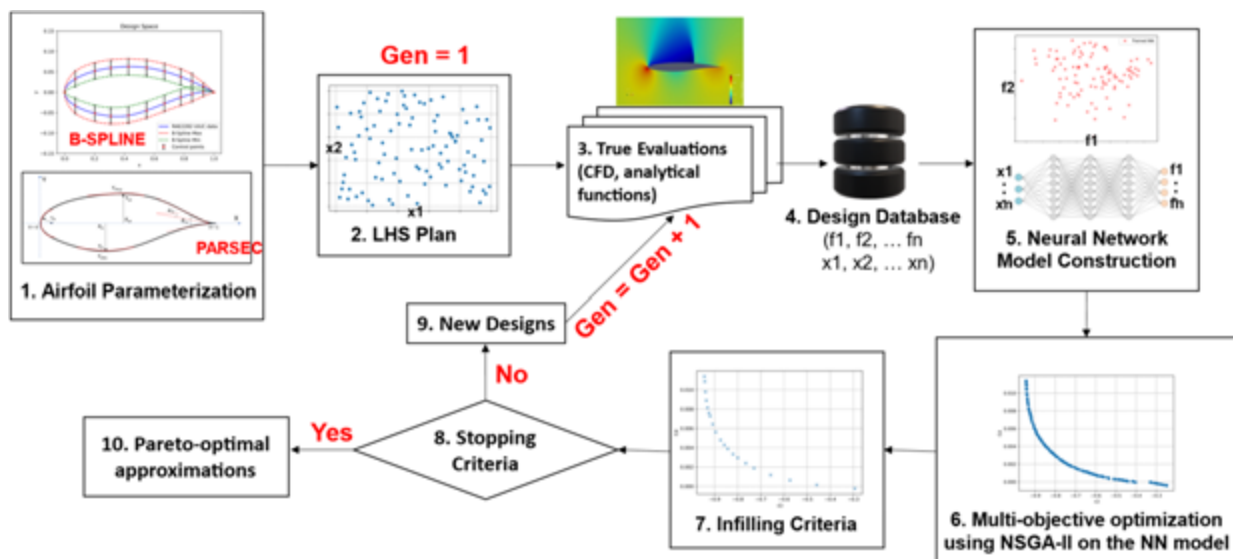 Design Space
B-SPLINE
PARSEC
1. Airfoil Parameterization
Gen = 1
x2
x1
2. LHS Plan
3. True Evaluations
(CFD, analytical
functions)
4. Design Database
(f1, f2, ... fn
x1, x2, ... xn)
f2
f1
x1
xn
f1
fn
5. Neural Network
Model Construction
Gen = Gen + 1
9. New Designs
No
Yes
10. Pareto-optimal
approximations
8. Stopping
Criteria
7. Infilling Criteria
6. Multi-objective optimization
using NSGA-II on the NN model